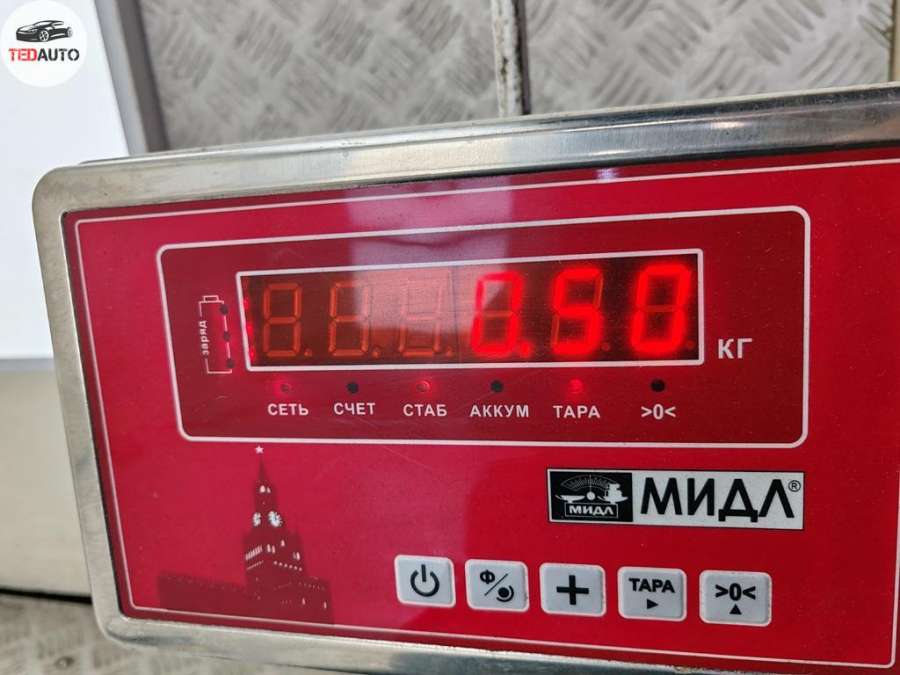 TEDAUTO
заряд
0.50
КГ
СЕТЬ СЧЕТ СТАБ АККУМ ТАРА >0<
МИДЛ МИДЛ®
Ф
ТАРА >0<